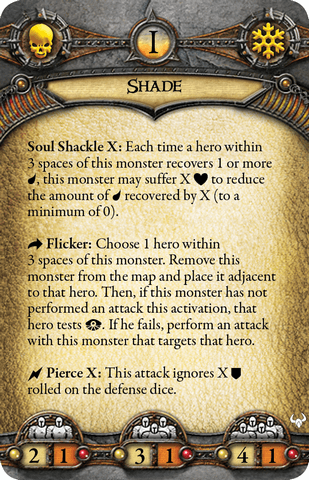 I
SHADE
Soul Shackle X: Each time a hero within
3 spaces of this monster recovers 1 or more
, this monster may suffer X to reduce
the amount of recovered by X (to a
minimum of 0).
Flicker: Choose 1 hero within
3 spaces of this monster. Remove this
monster from the map and place it adjacent
to that hero. Then, if this monster has not
performed an attack this activation, that
hero tests . If he fails, perform an attack
with this monster that targets that hero.
Pierce X: This attack ignores X
rolled on the defense dice.
2 1 3 1 4 1